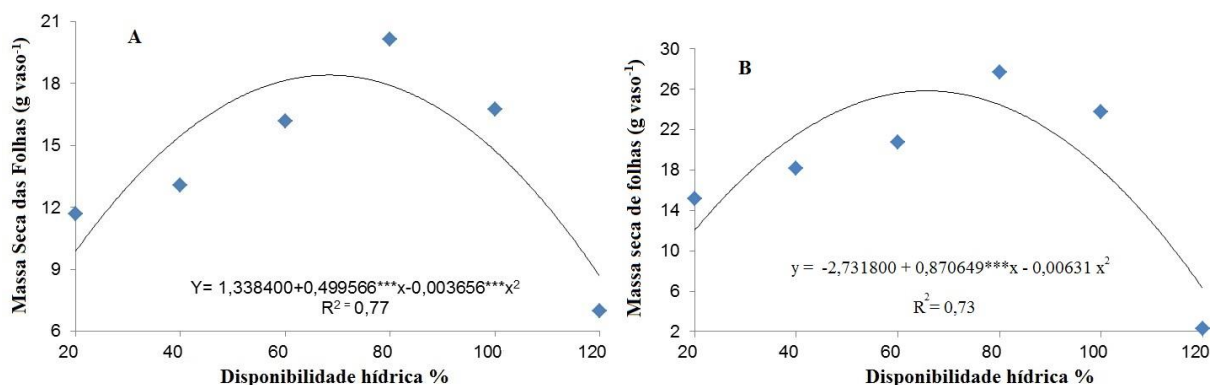 A
Massa Seca das Folhas (g vaso⁻¹)
21
18
15
12
9
6
Y= 1,338400+0,499566***x-0,003656***x²
R² = 0,77
20 40 60 80 100 120
Disponibilidade hídrica %
B
Massa seca de folhas (g vaso⁻¹)
30
26
22
18
14
10
6
2
y = -2,731800 + 0,870649***x - 0,00631 x²
R² = 0,73
20 40 60 80 100 120
Disponibilidade hídrica %